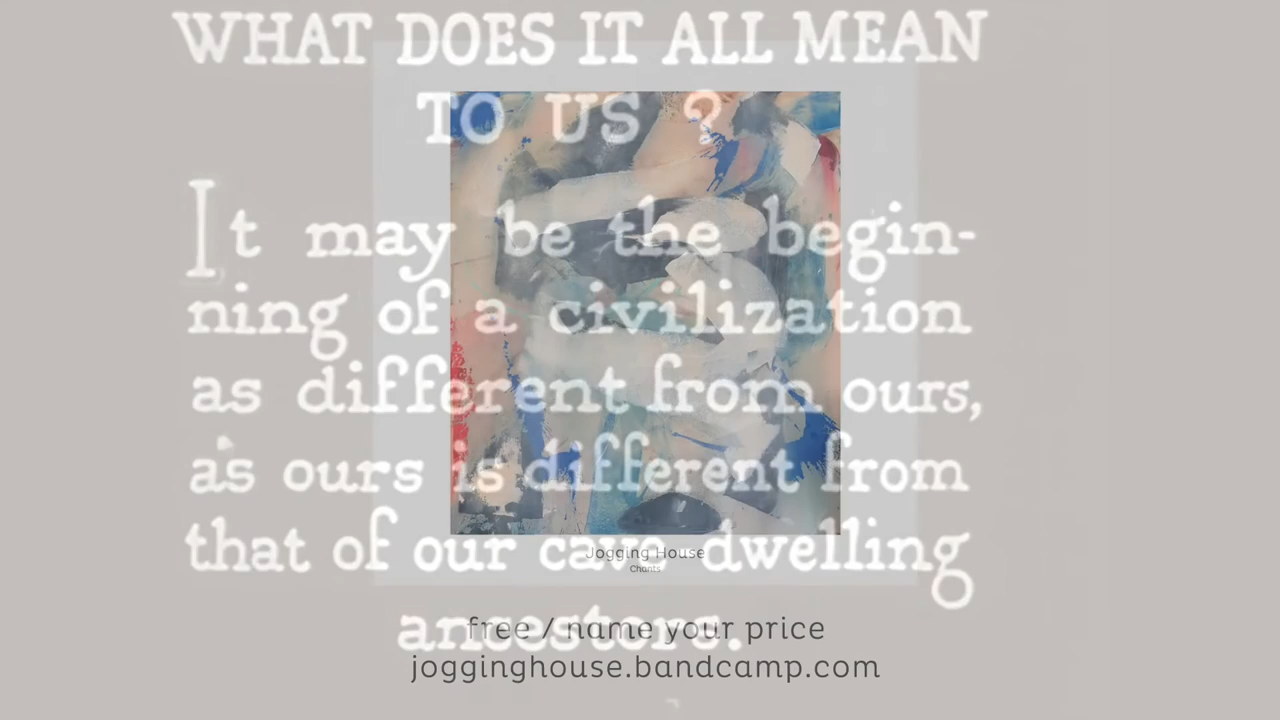 WHAT DOES IT ALL MEAN
TO US ?
It may be the begin-
ning of a civilization
as different from ours,
as ours is different from
that of our cave dwelling
Jogging House
Chants
ancestors.
free / name your price
jogginghouse.bandcamp.com